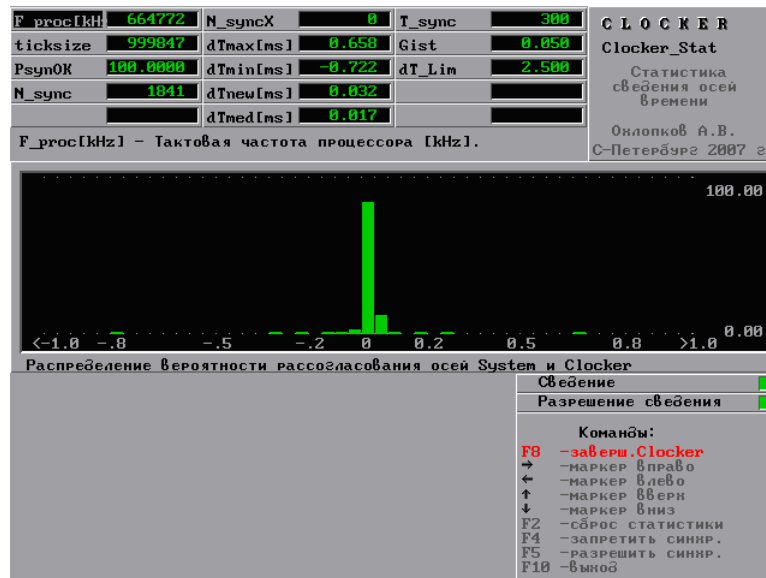 F_proc[kHz 664772 N_syncX 0 T_sync 300
ticksize 999847 dTmax[ms] 0.658 Gist 0.050
PsynOK 100.0000 dTmin[ms] -0.722 dT_Lim 2.500
N_sync 1841 dTnew[ms] 0.032
dTmed[ms] 0.017
F_proc[kHz] - Тактовая частота процессора [kHz].
CLOCKER
Clocker_Stat
Статистика
сведения осей
времени
Охлопков А.В.
С-Петербург 2007 г
100.00
0.00
<-1.0 -.8 -.5 -.2 0 0.2 0.5 0.8 >1.0
Распределение вероятности рассогласования осей System и Clocker
Сведение
Разрешение сведения
Команды:
F8 -заверш.Clocker
→ -маркер вправо
← -маркер влево
↑ -маркер вверх
↓ -маркер вниз
F2 -сброс статистики
F4 -запретить синхр.
F5 -разрешить синхр.
F10 -выход